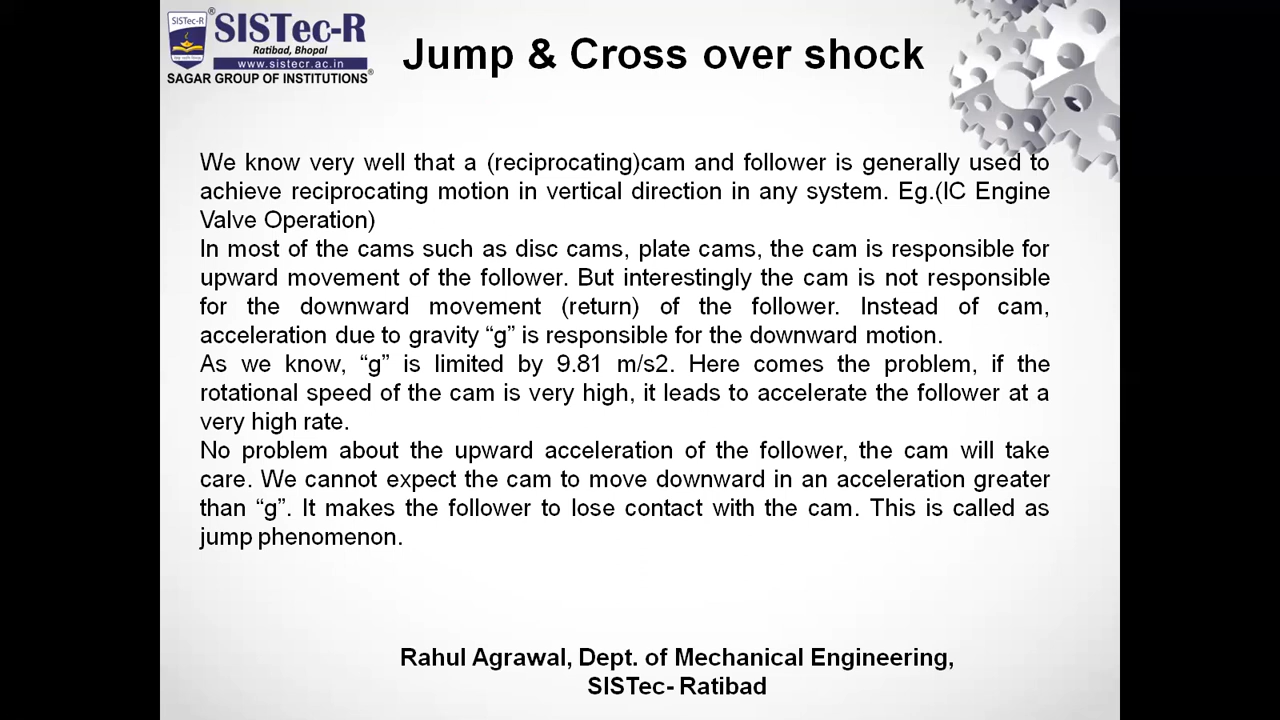 SISTec-R
®
SISTec-R
Ratibad, Bhopal
www.sistecr.ac.in
SAGAR GROUP OF INSTITUTIONS®
Jump & Cross over shock
We know very well that a (reciprocating)cam and follower is generally used to
achieve reciprocating motion in vertical direction in any system. Eg.(IC Engine
Valve Operation)
In most of the cams such as disc cams, plate cams, the cam is responsible for
upward movement of the follower. But interestingly the cam is not responsible
for the downward movement (return) of the follower. Instead of cam,
acceleration due to gravity “g” is responsible for the downward motion.
As we know, “g” is limited by 9.81 m/s2. Here comes the problem, if the
rotational speed of the cam is very high, it leads to accelerate the follower at a
very high rate.
No problem about the upward acceleration of the follower, the cam will take
care. We cannot expect the cam to move downward in an acceleration greater
than “g”. It makes the follower to lose contact with the cam. This is called as
jump phenomenon.
Rahul Agrawal, Dept. of Mechanical Engineering,
SISTec- Ratibad